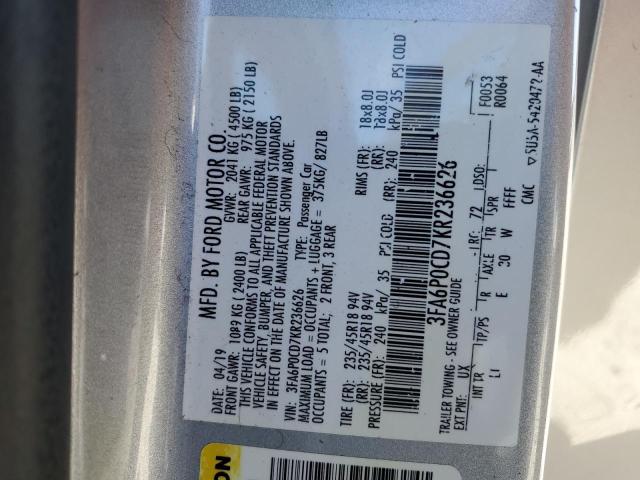 MFD. BY FORD MOTOR CO.
04/19 GVWR: 2041 KG ( 4500 LB)
FRONT GAWR: 1089 KG ( 2400 LB) REAR GAWR: 975 KG ( 2150 LB)
THIS VEHICLE CONFORMS TO ALL APPLICABLE FEDERAL MOTOR
VEHICLE SAFETY, BUMPER, AND THEFT PREVENTION STANDARDS
IN EFFECT ON THE DATE OF MANUFACTURE SHOWN ABOVE.
VIN: 3FA6P0CD7KR236626 TYPE: Passenger Car
MAXIMUM LOAD = OCCUPANTS + LUGGAGE = 375KG/ 827LB
OCCUPANTS = 5 TOTAL; 2 FRONT, 3 REAR
TIRE (FR): 235/45R18 94V RIMS (FR): 18x8.0J
(RR): 235/45R18 94V (RR): 18x8.0J
PRESSURE (FR): 240 kPa/ 35 PSI COLD (RR): 240 kPa/ 35 PSI COLD
3FA6P0CD7KR236626
TRAILER TOWING - SEE OWNER GUIDE
EXT PNT: UX RC: 72 DSO: F0053
R0064
INT TR TP/PS R AXLE TR SPR
LI E 30 W FFFF
CMC
5U5A-5420472-AA
ON